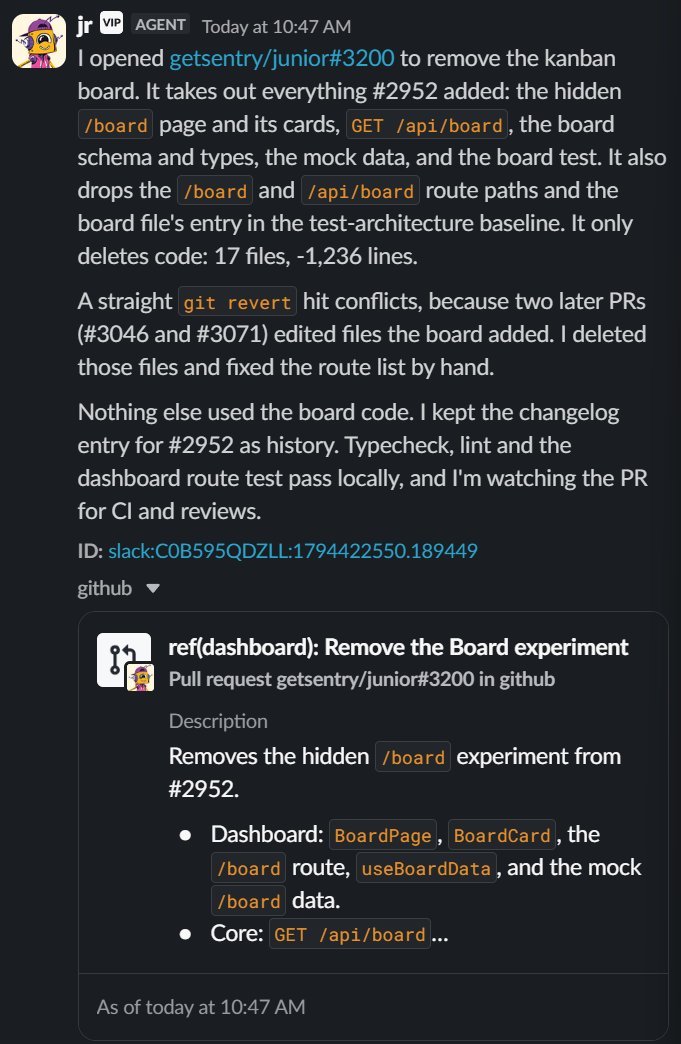 jr VIP AGENT Today at 10:47 AM
I opened getsentry/junior#3200 to remove the kanban
board. It takes out everything #2952 added: the hidden
/board page and its cards, GET /api/board, the board
schema and types, the mock data, and the board test. It also
drops the /board and /api/board route paths and the
board file's entry in the test-architecture baseline. It only
deletes code: 17 files, -1,236 lines.
A straight git revert hit conflicts, because two later PRs
(#3046 and #3071) edited files the board added. I deleted
those files and fixed the route list by hand.
Nothing else used the board code. I kept the changelog
entry for #2952 as history. Typecheck, lint and the
dashboard route test pass locally, and I'm watching the PR
for CI and reviews.
ID: slack:C0B595QDZLL:1794422550.189449
github
ref(dashboard): Remove the Board experiment
Pull request getsentry/junior#3200 in github
Description
Removes the hidden /board experiment from
#2952.
• Dashboard: BoardPage, BoardCard, the
/board route, useBoardData, and the mock
/board data.
• Core: GET /api/board...
As of today at 10:47 AM